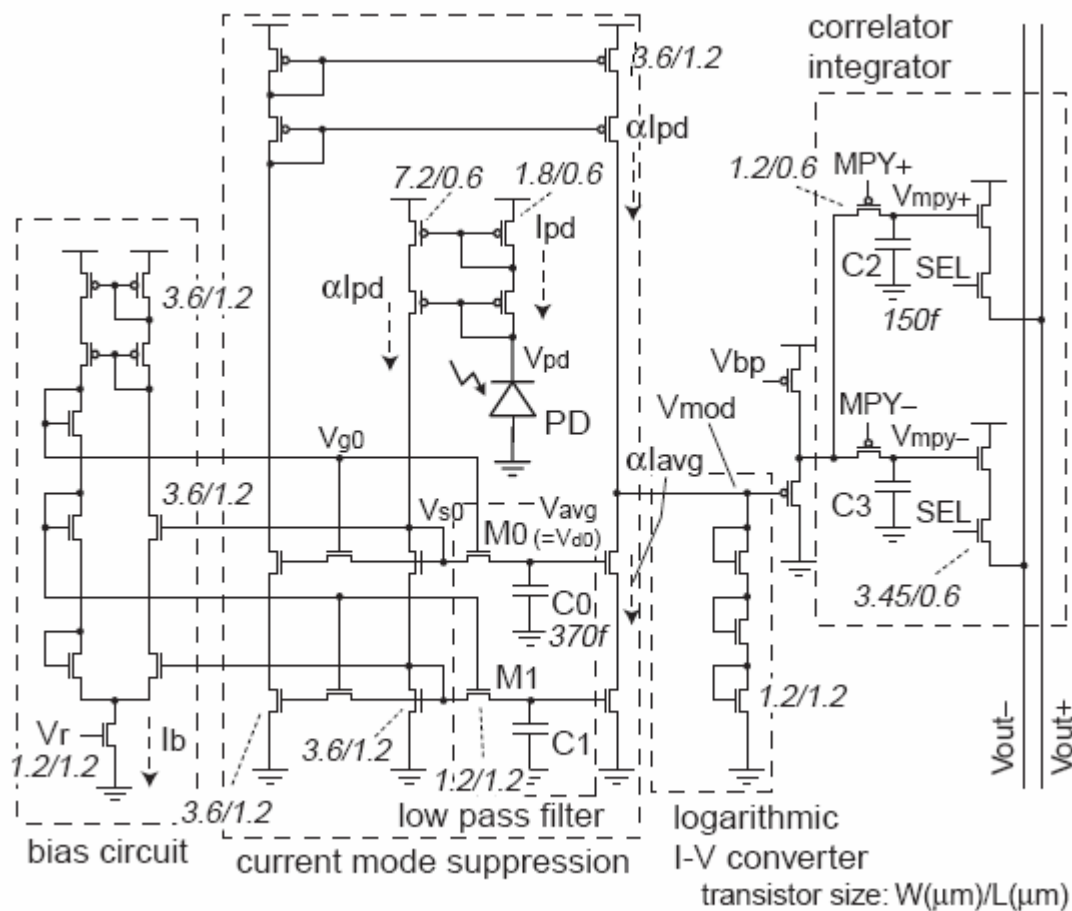 correlator
integrator
3.6/1.2
αIpd
7.2/0.6
1.8/0.6
Ipd
αIpd
1.2/0.6
MPY+
Vmpy+
C2
SEL
150f
3.6/1.2
Vpd
PD
Vbp
Vmod
MPY–
Vmpy–
αIavg
C3
SEL
Vg0
3.6/1.2
Vs0
Vavg
M0
(=Vd0)
C0
370f
3.45/0.6
M1
1.2/1.2
Vr
Ib
1.2/1.2
3.6/1.2
C1
3.6/1.2
1.2/1.2
Vout–
Vout+
low pass filter
bias circuit
current mode suppression
logarithmic
I-V converter
transistor size: W(μm)/L(μm)